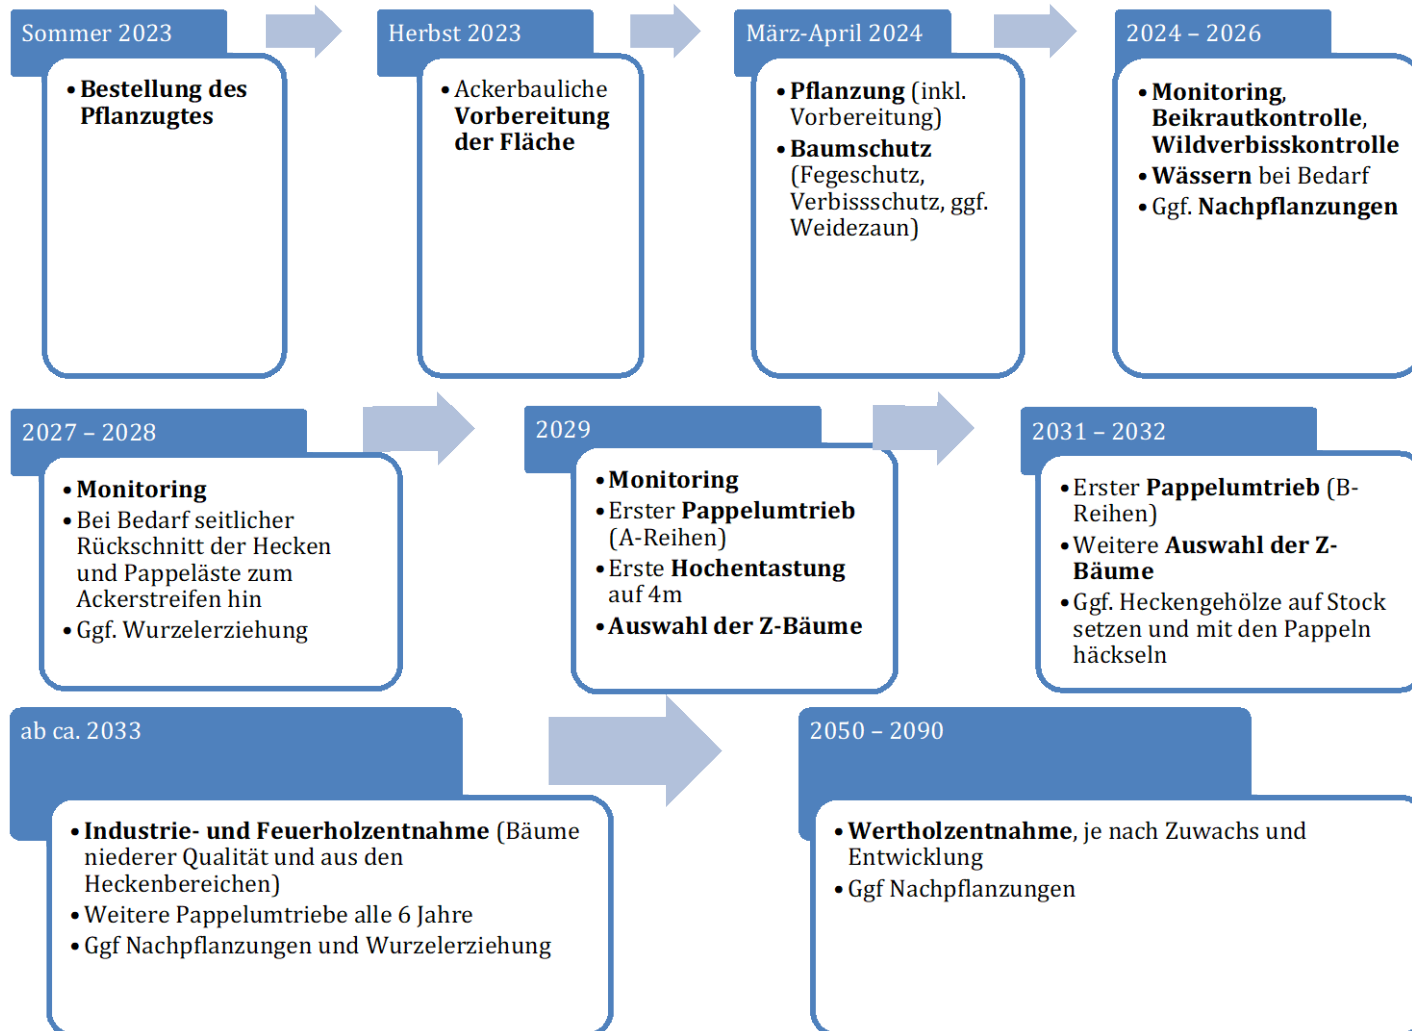 Sommer 2023
• Bestellung des
Pflanzugtes
Herbst 2023
• Ackerbauliche
Vorbereitung
der Fläche
März-April 2024
• Pflanzung (inkl.
Vorbereitung)
• Baumschutz
(Fegeschutz,
Verbissschutz, ggf.
Weidezaun)
2024 – 2026
• Monitoring,
Beikrautkontrolle,
Wildverbisskontrolle
• Wässern bei Bedarf
• Ggf. Nachpflanzungen
2027 – 2028
• Monitoring
• Bei Bedarf seitlicher
Rückschnitt der Hecken
und Pappeläste zum
Ackerstreifen hin
• Ggf. Wurzelerziehung
2029
• Monitoring
• Erster Pappelumtrieb
(A-Reihen)
• Erste Hochentastung
auf 4m
• Auswahl der Z-Bäume
2031 – 2032
• Erster Pappelumtrieb (B-
Reihen)
• Weitere Auswahl der Z-
Bäume
• Ggf. Heckengehölze auf Stock
setzen und mit den Pappeln
häckseln
ab ca. 2033
• Industrie- und Feuerholzentnahme (Bäume
niederer Qualität und aus den
Heckenbereichen)
• Weitere Pappelumtriebe alle 6 Jahre
• Ggf Nachpflanzungen und Wurzelerziehung
2050 – 2090
• Wertholzentnahme, je nach Zuwachs und
Entwicklung
• Ggf Nachpflanzungen